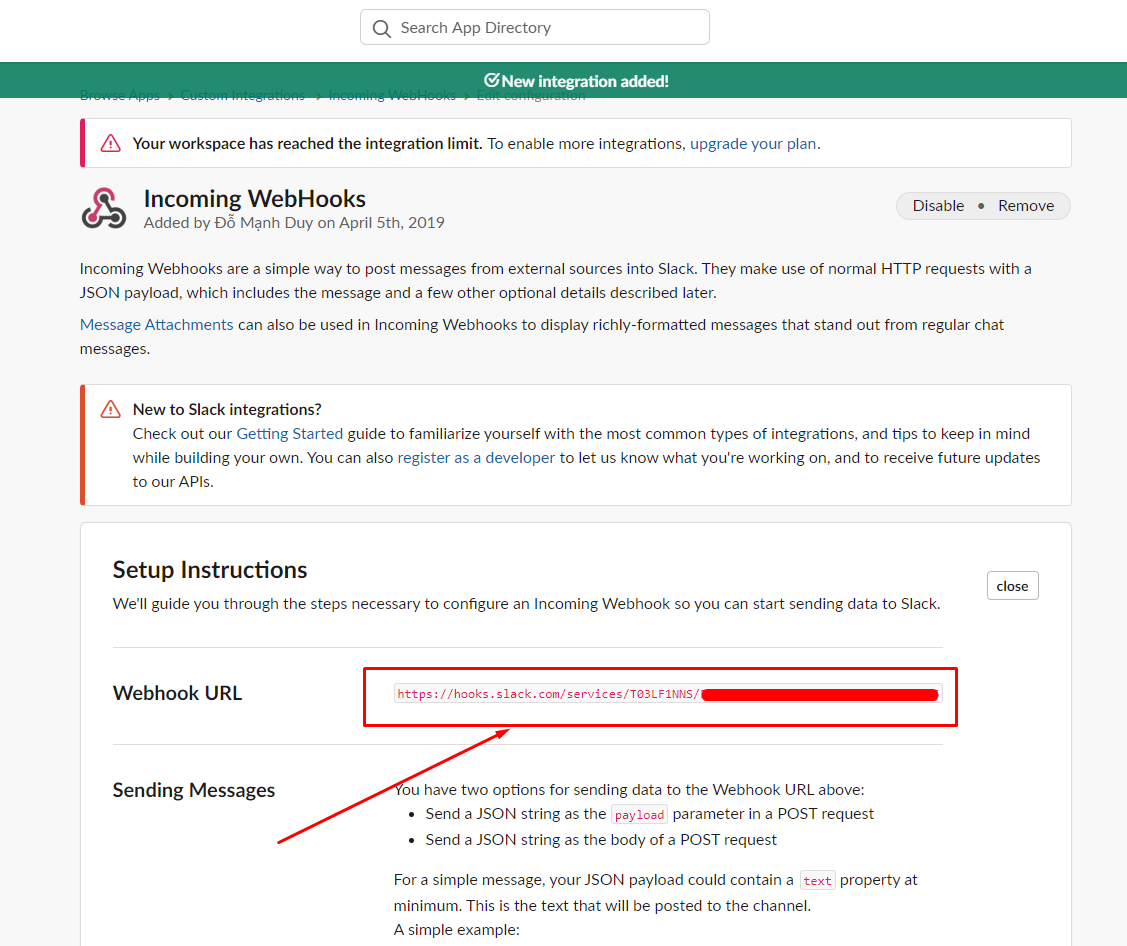 Search App Directory
New integration added!
Browse Apps > Custom Integrations > Incoming WebHooks > Edit configuration
Your workspace has reached the integration limit. To enable more integrations, upgrade your plan.
Incoming WebHooks
Added by Đỗ Mạnh Duy on April 5th, 2019
Disable • Remove
Incoming Webhooks are a simple way to post messages from external sources into Slack. They make use of normal HTTP requests with a
JSON payload, which includes the message and a few other optional details described later.
Message Attachments can also be used in Incoming Webhooks to display richly-formatted messages that stand out from regular chat
messages.
New to Slack integrations?
Check out our Getting Started guide to familiarize yourself with the most common types of integrations, and tips to keep in mind
while building your own. You can also register as a developer to let us know what you're working on, and to receive future updates
to our APIs.
Setup Instructions
close
We'll guide you through the steps necessary to configure an Incoming Webhook so you can start sending data to Slack.
Webhook URL
https://hooks.slack.com/services/T03LF1NNS/
Sending Messages
You have two options for sending data to the Webhook URL above:
• Send a JSON string as the payload parameter in a POST request
• Send a JSON string as the body of a POST request
For a simple message, your JSON payload could contain a text property at
minimum. This is the text that will be posted to the channel.
A simple example: